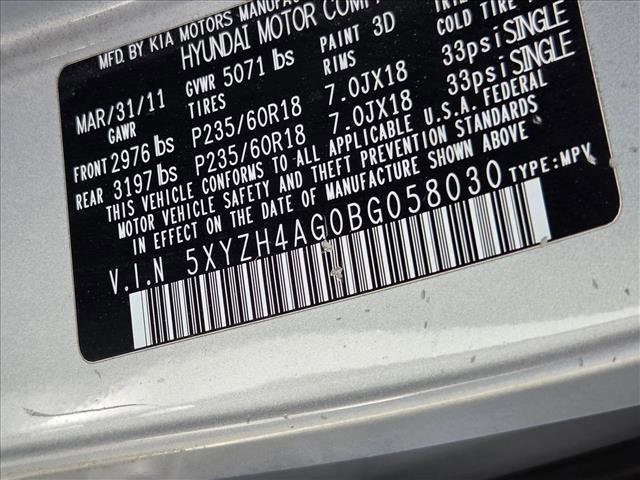 MFD. BY KIA MOTORS
HYUNDAI MOTOR
MAR/31/11 GVWR 5071 lbs PAINT 3D
GAWR TIRES RIMS COLD TIRE
FRONT 2976 lbs P235/60R18 7.0JX18 33psi SINGLE
REAR 3197 lbs P235/60R18 7.0JX18 33psi SINGLE
THIS VEHICLE CONFORMS TO ALL APPLICABLE U.S.A. FEDERAL
MOTOR VEHICLE SAFETY AND THEFT PREVENTION STANDARDS
IN EFFECT ON THE DATE OF MANUFACTURE SHOWN ABOVE
V.I.N 5XYZH4AG0BG058030 TYPE:MPV